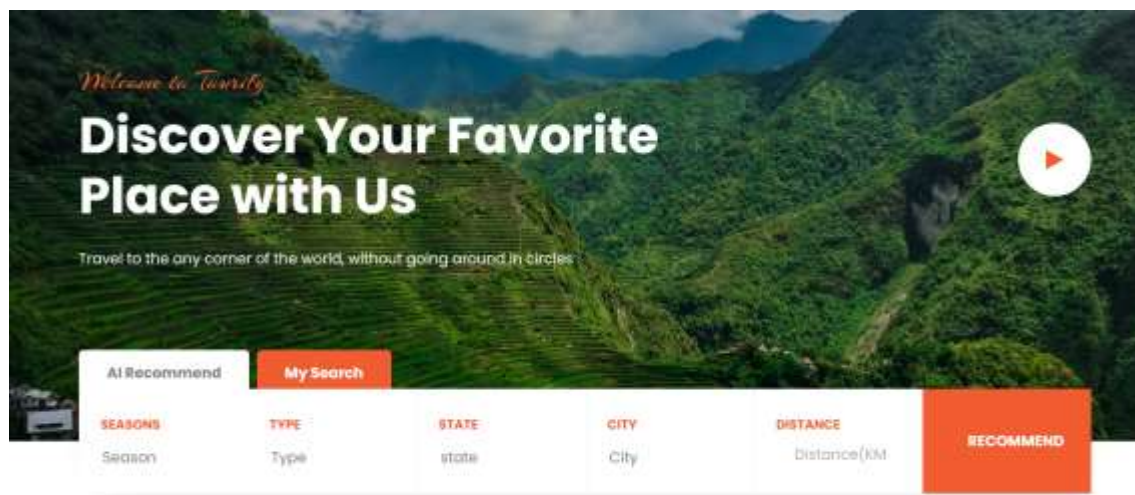 Welcome to Tourify
Discover Your Favorite
Place with Us
Travel to the any corner of the world, without going around in circles
AI Recommend
My Search
SEASONS
TYPE
STATE
CITY
DISTANCE
RECOMMEND
Season
Type
state
City
Distance(KM